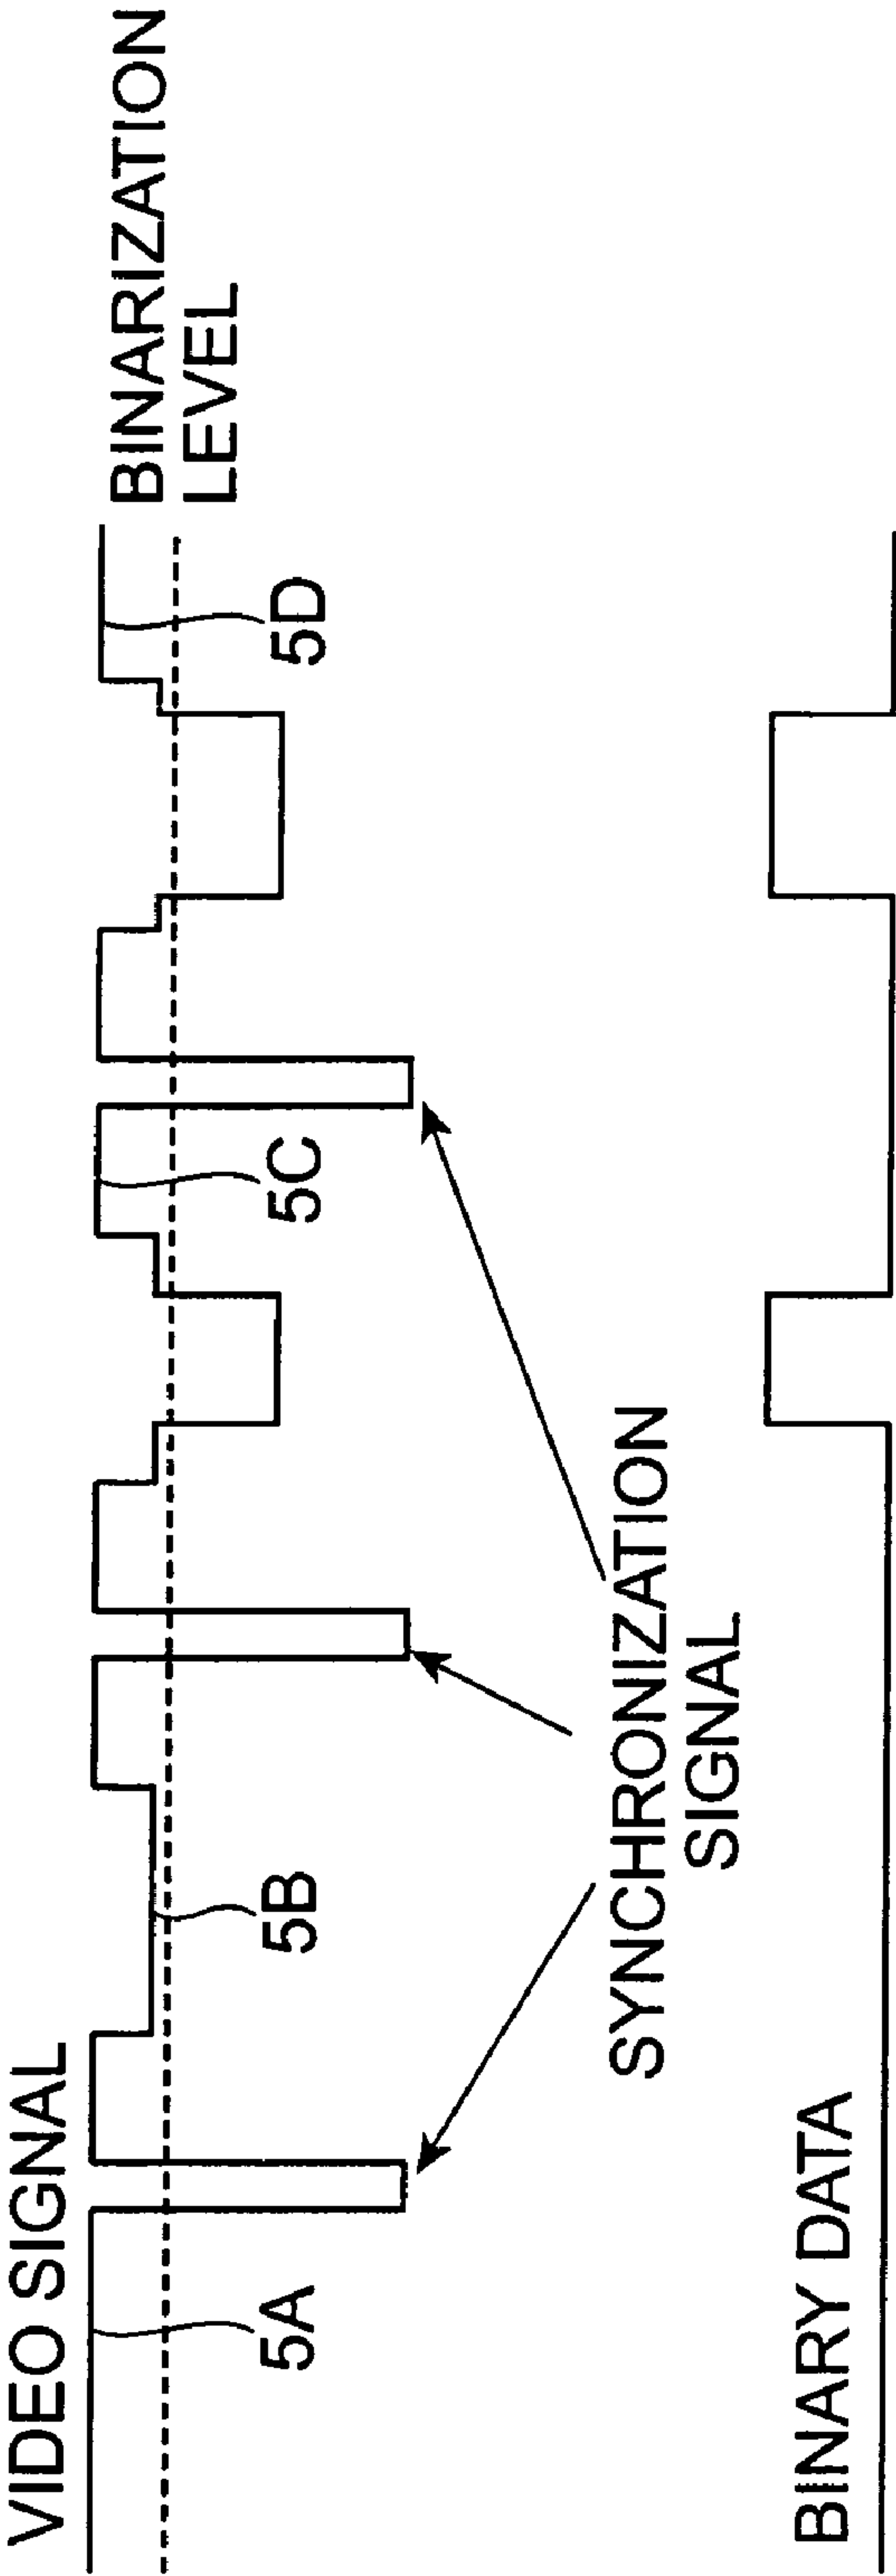 VIDEO SIGNAL
BINARIZATION
LEVEL
5A
5B
5C
5D
SYNCHRONIZATION
SIGNAL
BINARY DATA